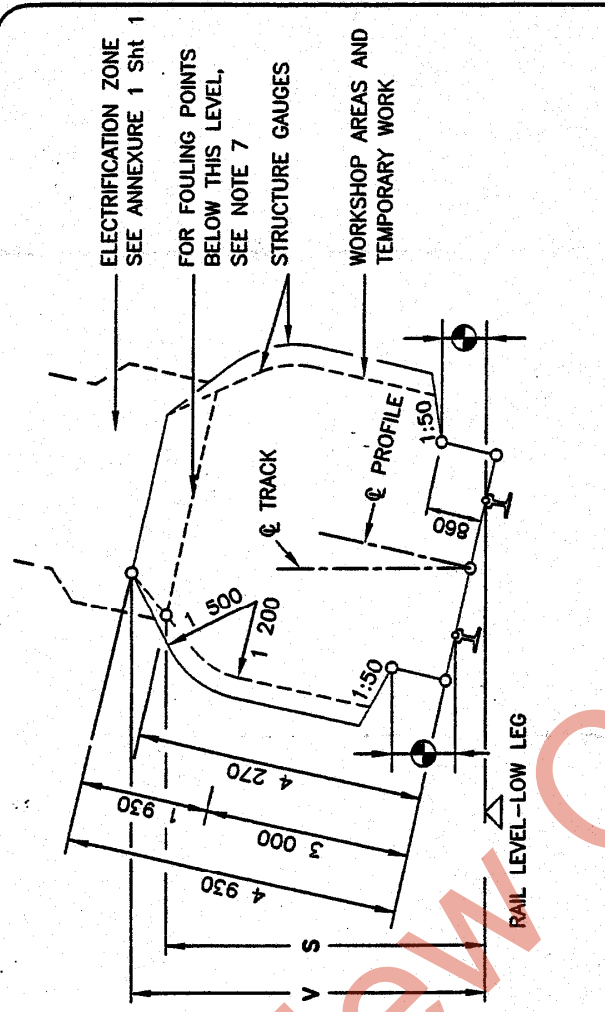 ELECTRIFICATION ZONE
SEE ANNEXURE 1 Sht 1
FOR FOULING POINTS
BELOW THIS LEVEL,
SEE NOTE 7
STRUCTURE GAUGES
WORKSHOP AREAS AND
TEMPORARY WORK
℄ TRACK
℄ PROFILE
1 500
1 200
1:50
1:50
860
4 270
1 930
3 000
4 930
S
V
RAIL LEVEL-LOW LEG
ew